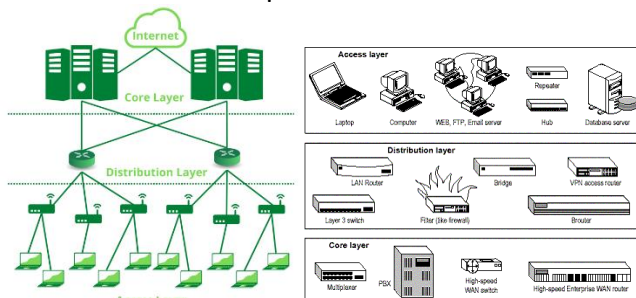 Internet
Core Layer
Distribution Layer
Access layer
Laptop
Computer
WEB, FTP, Email server
Repeater
Hub
Database server
Distribution layer
LAN Router
Bridge
VPN access router
Layer 3 switch
Filter (like firewall)
Brouter
Core layer
Multiplexer
PBX
High-speed
WAN switch
High-speed Enterprise WAN router